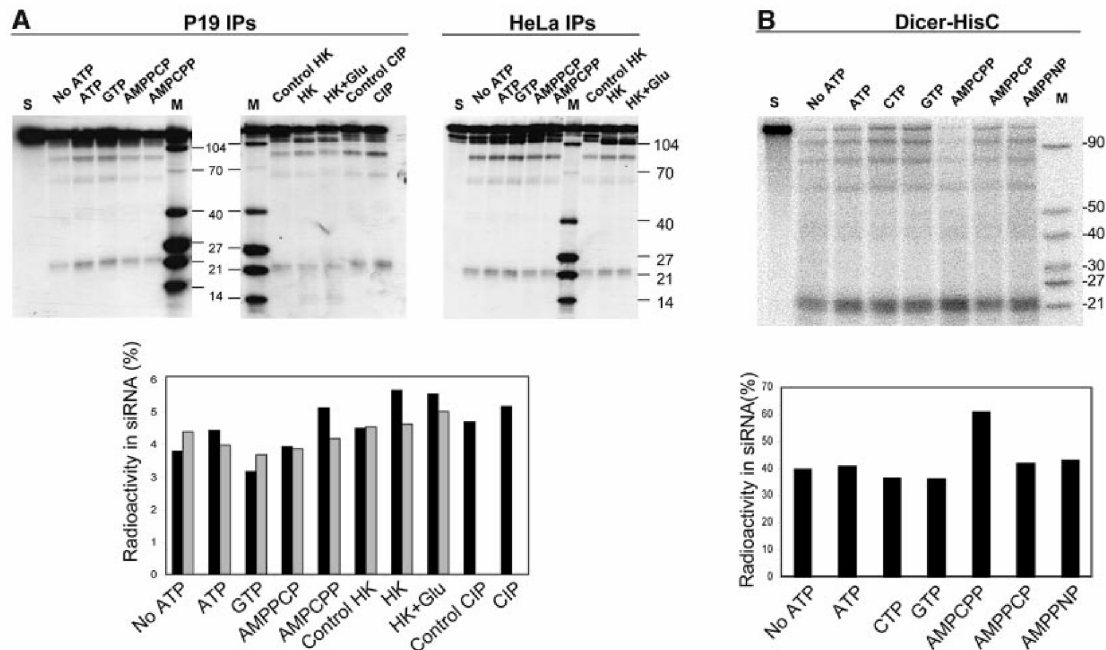 A
P19 IPs
HeLa IPs
S No ATP ATP GTP AMPPCP AMPCPP M
M Control HK HK HK+Glu Control CIP CIP
S No ATP ATP GTP AMPPCP AMPCPP M Control HK HK HK+Glu
104
70
40
27
21
14
104
70
40
27
21
14
B
Dicer-HisC
S No ATP ATP CTP GTP AMPCPP AMPPCP AMPPNP M
-90
-50
-40
-30
-27
-21
Radioactivity in siRNA (%)
6
5
4
3
2
1
0
No ATP ATP GTP AMPPCP AMPCPP Control HK HK HK+Glu Control CIP CIP
Radioactivity in siRNA(%)
70
60
50
40
30
20
10
0
No ATP ATP CTP GTP AMPCPP AMPPCP AMPPNP